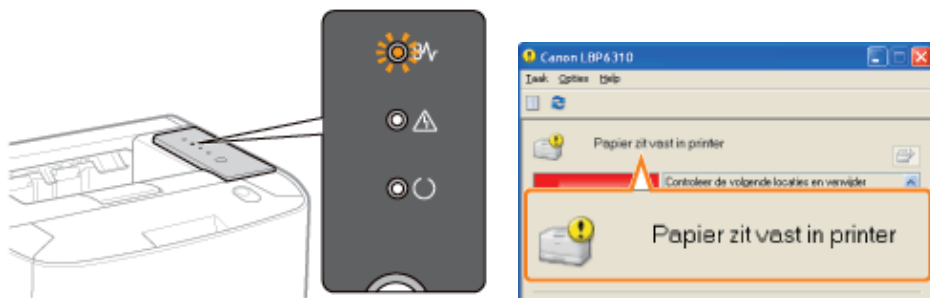 Canon LBP6310
Taak Opties Help
Papier zit vast in printer
Controleer de volgende locaties en verwijder
Papier zit vast in printer